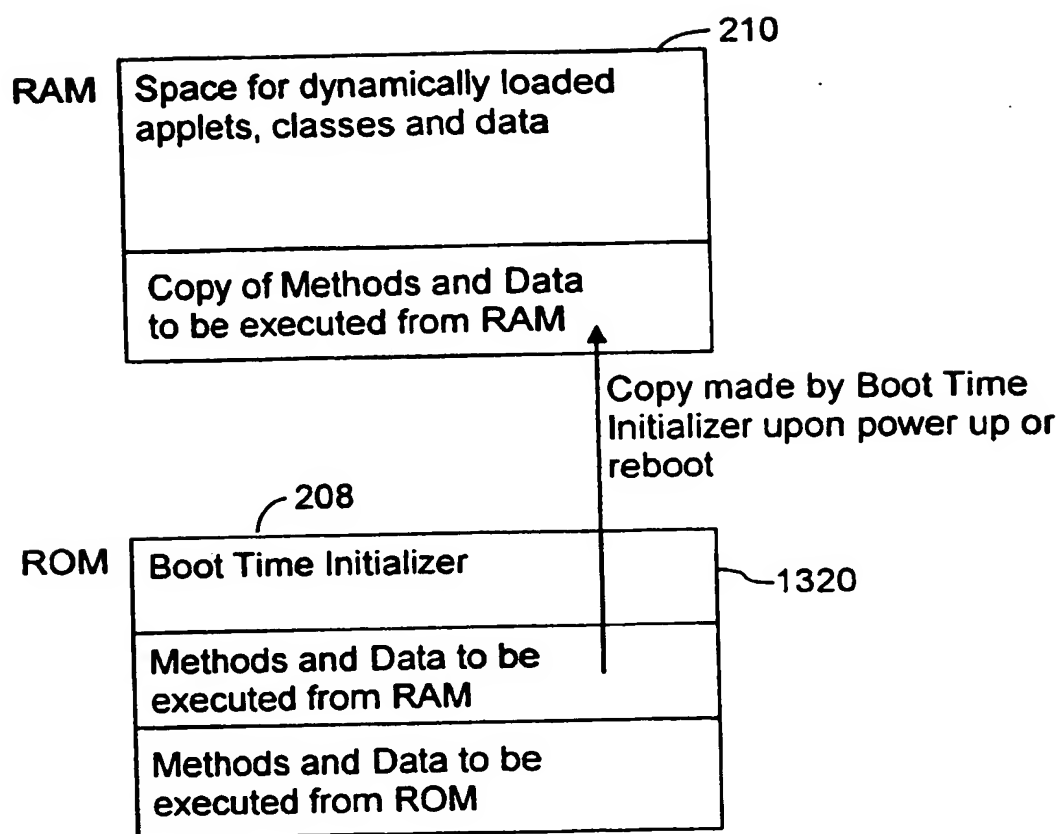 210
RAM
Space for dynamically loaded
applets, classes and data
Copy of Methods and Data
to be executed from RAM
Copy made by Boot Time
Initializer upon power up or
reboot
208
ROM
Boot Time Initializer
1320
Methods and Data to be
executed from RAM
Methods and Data to be
executed from ROM